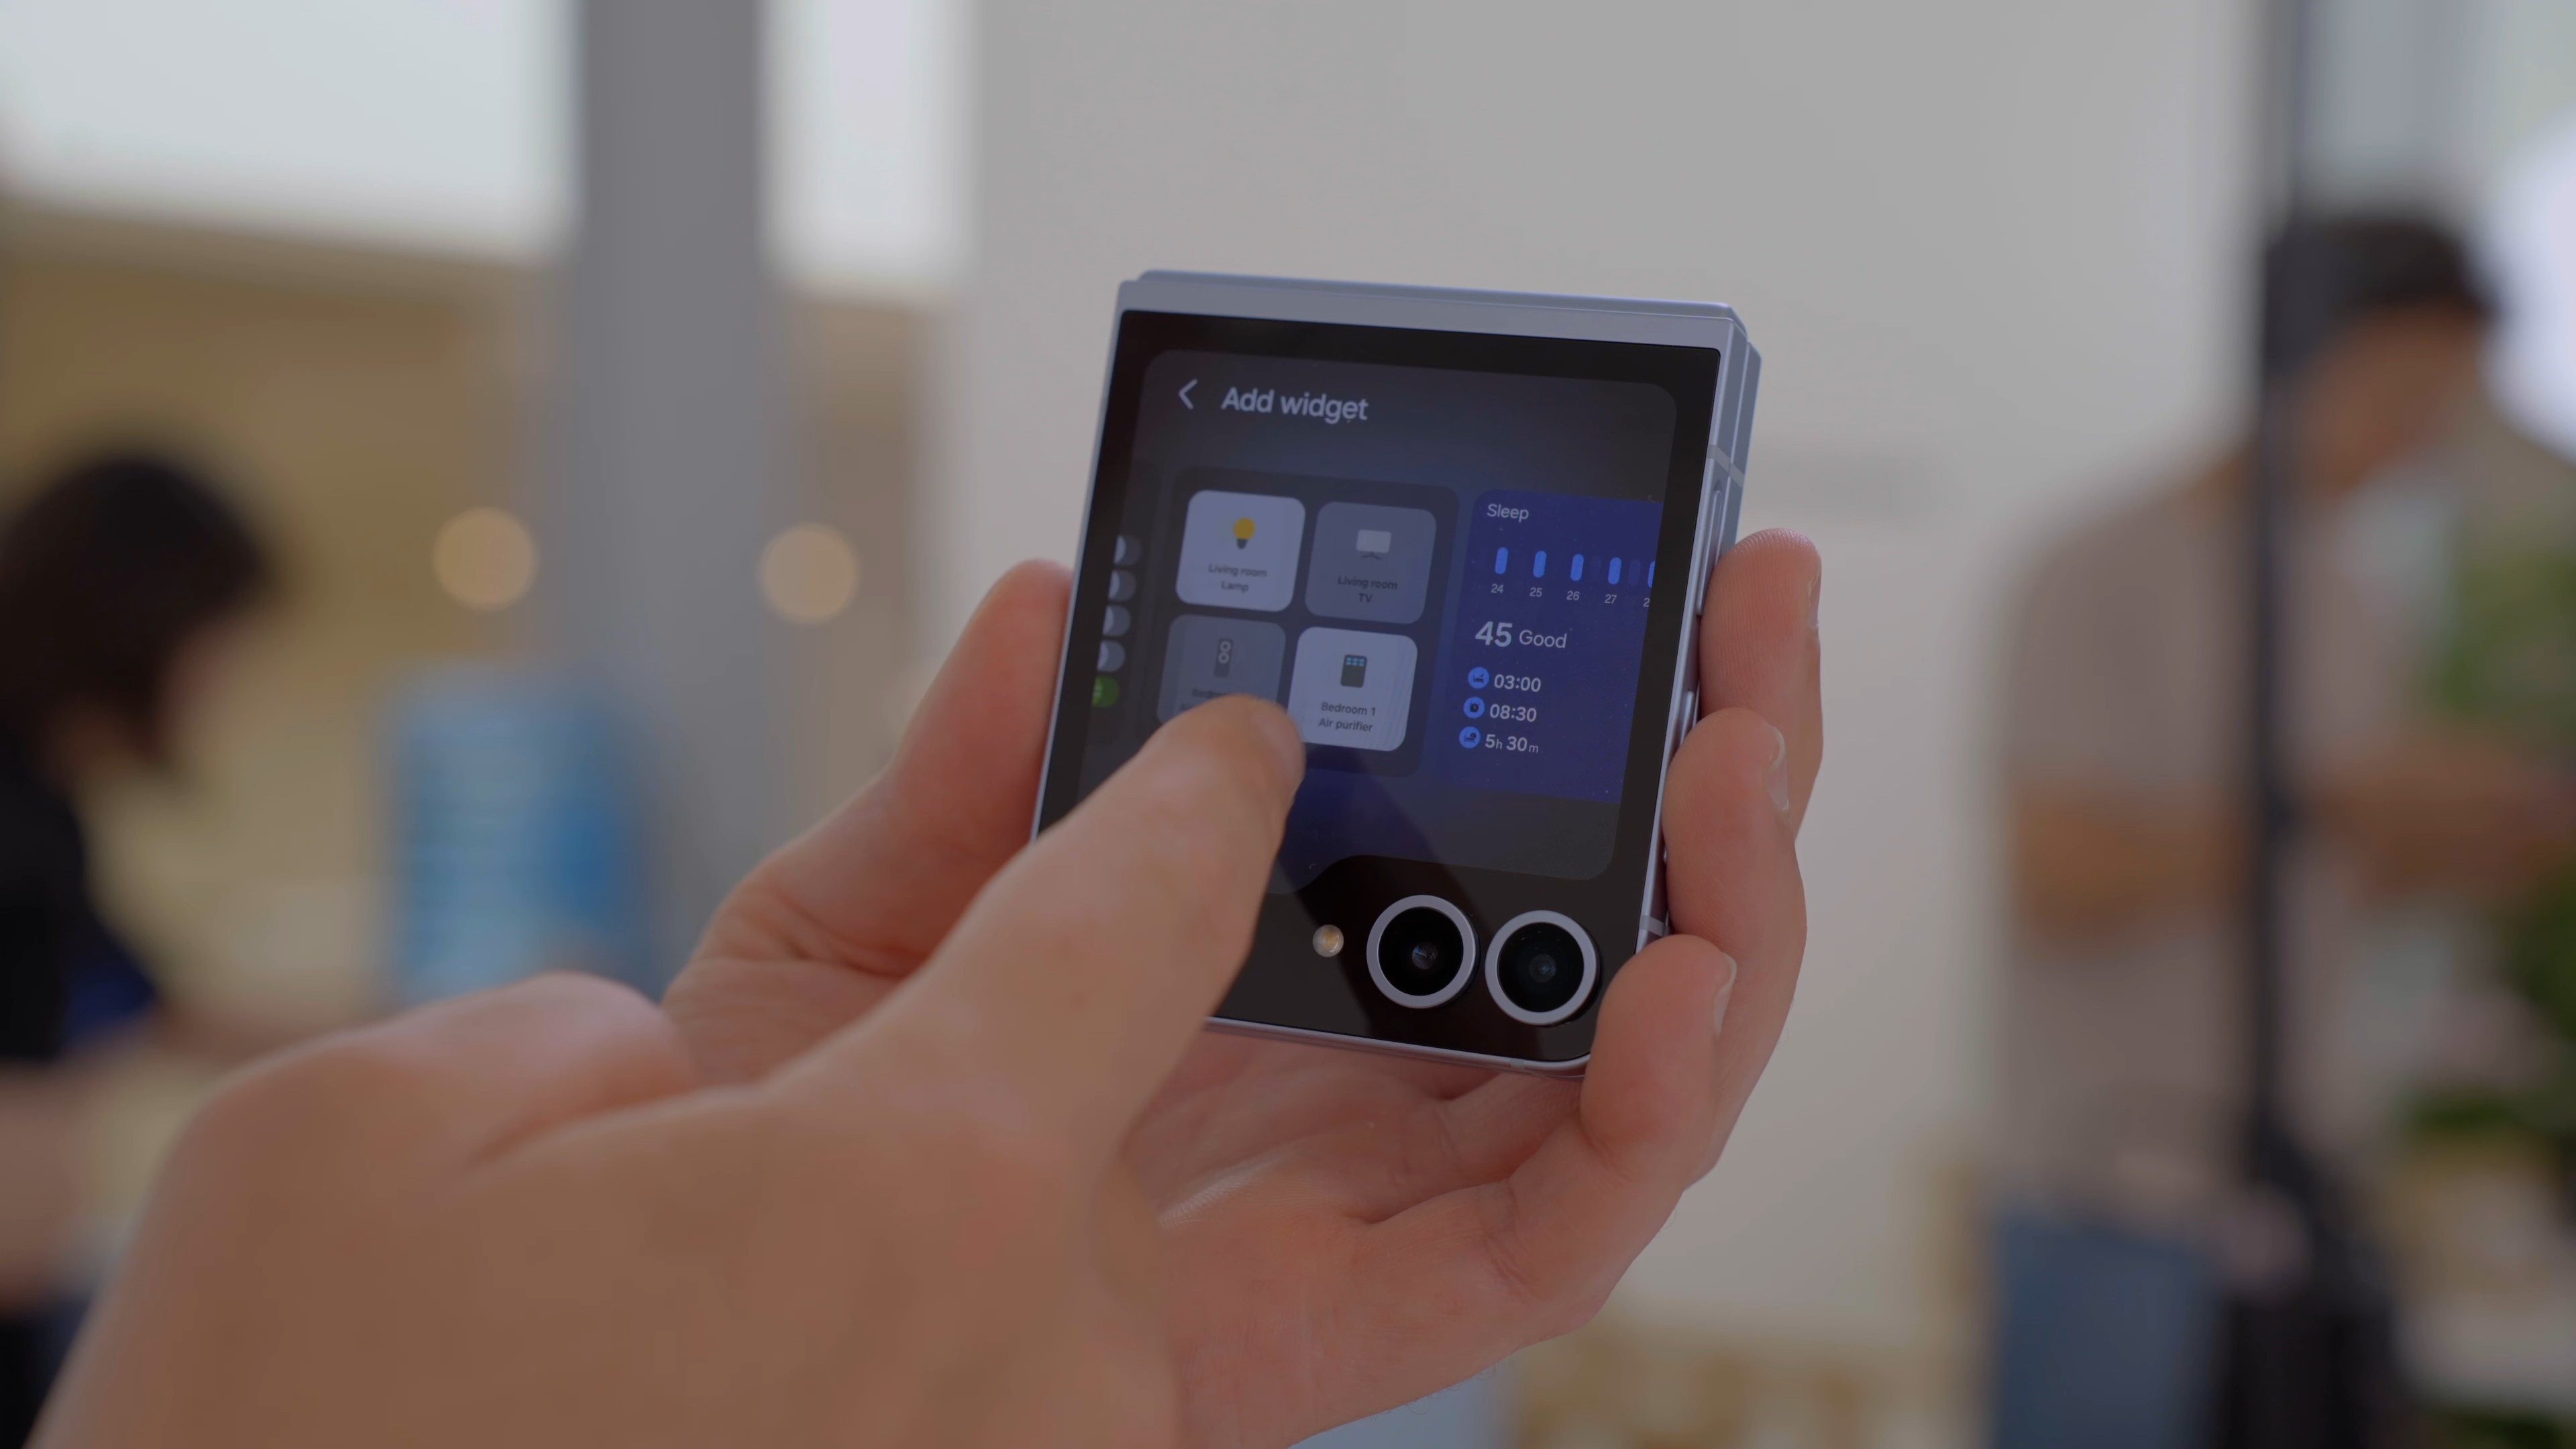 Add widget
Living room
Lamp
Living room
TV
Bedroom 1
Air purifier
Sleep
24 25 26 27 2
45 Good
03:00
08:30
5h 30m